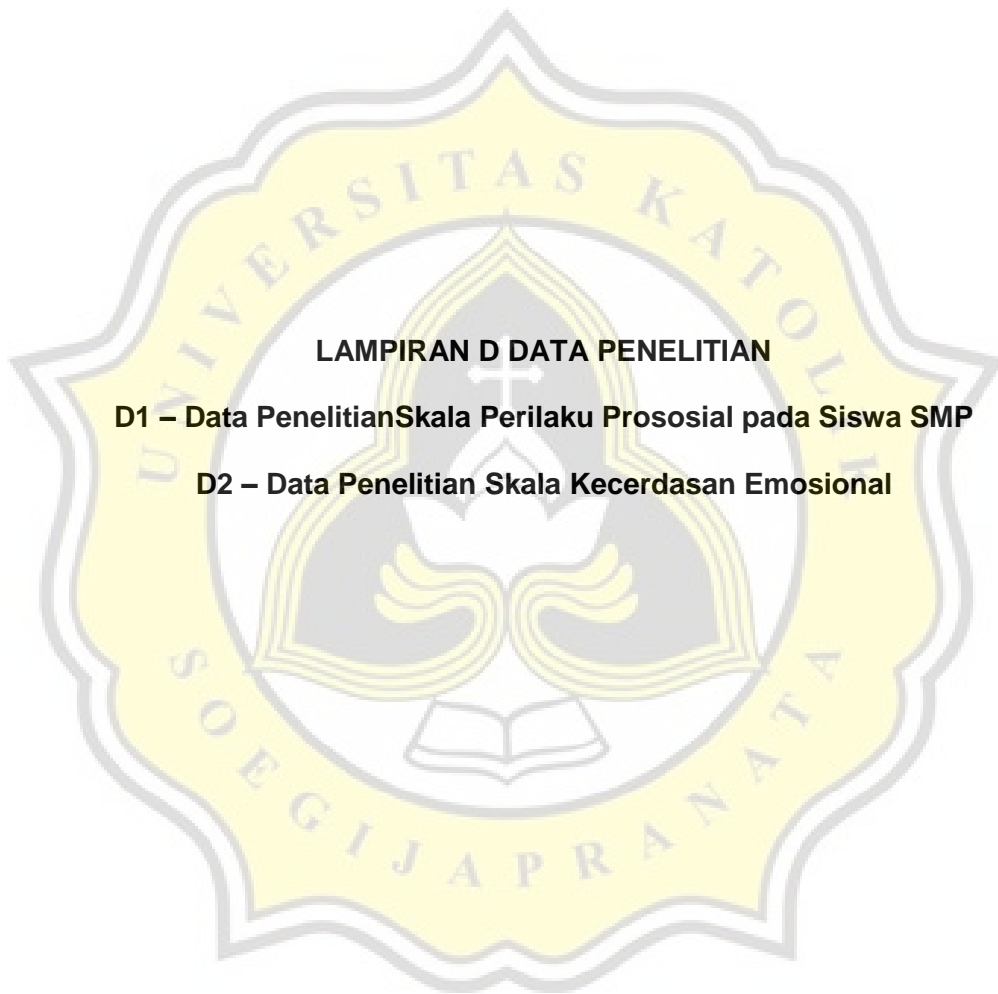 UNIVERSITAS KATOLIK
LAMPIRAN D DATA PENELITIAN
D1 – Data PenelitianSkala Perilaku Prososial pada Siswa SMP
D2 – Data Penelitian Skala Kecerdasan Emosional
SOEGIJAPRANATA